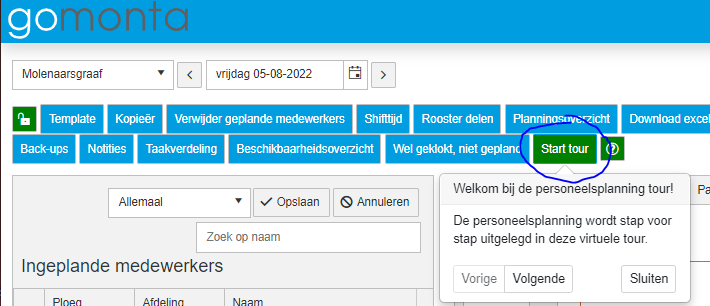 gomonta
Molenaarsgraaf vrijdag 05-08-2022
Template Kopieër Verwijder geplande medewerkers Shifttijd Rooster delen Planningsoverzicht Download excel
Back-ups Notities Taakverdeling Beschikbaarheidsoverzicht Wel geklokt, niet gepland Start tour
Welkom bij de personeelsplanning tour! Pa
Allemaal Opslaan Annuleren
De personeelsplanning wordt stap voor
stap uitgelegd in deze virtuele tour.
Zoek op naam
Ingeplande medewerkers
Vorige Volgende Sluiten
Ploeg Afdeling Naam